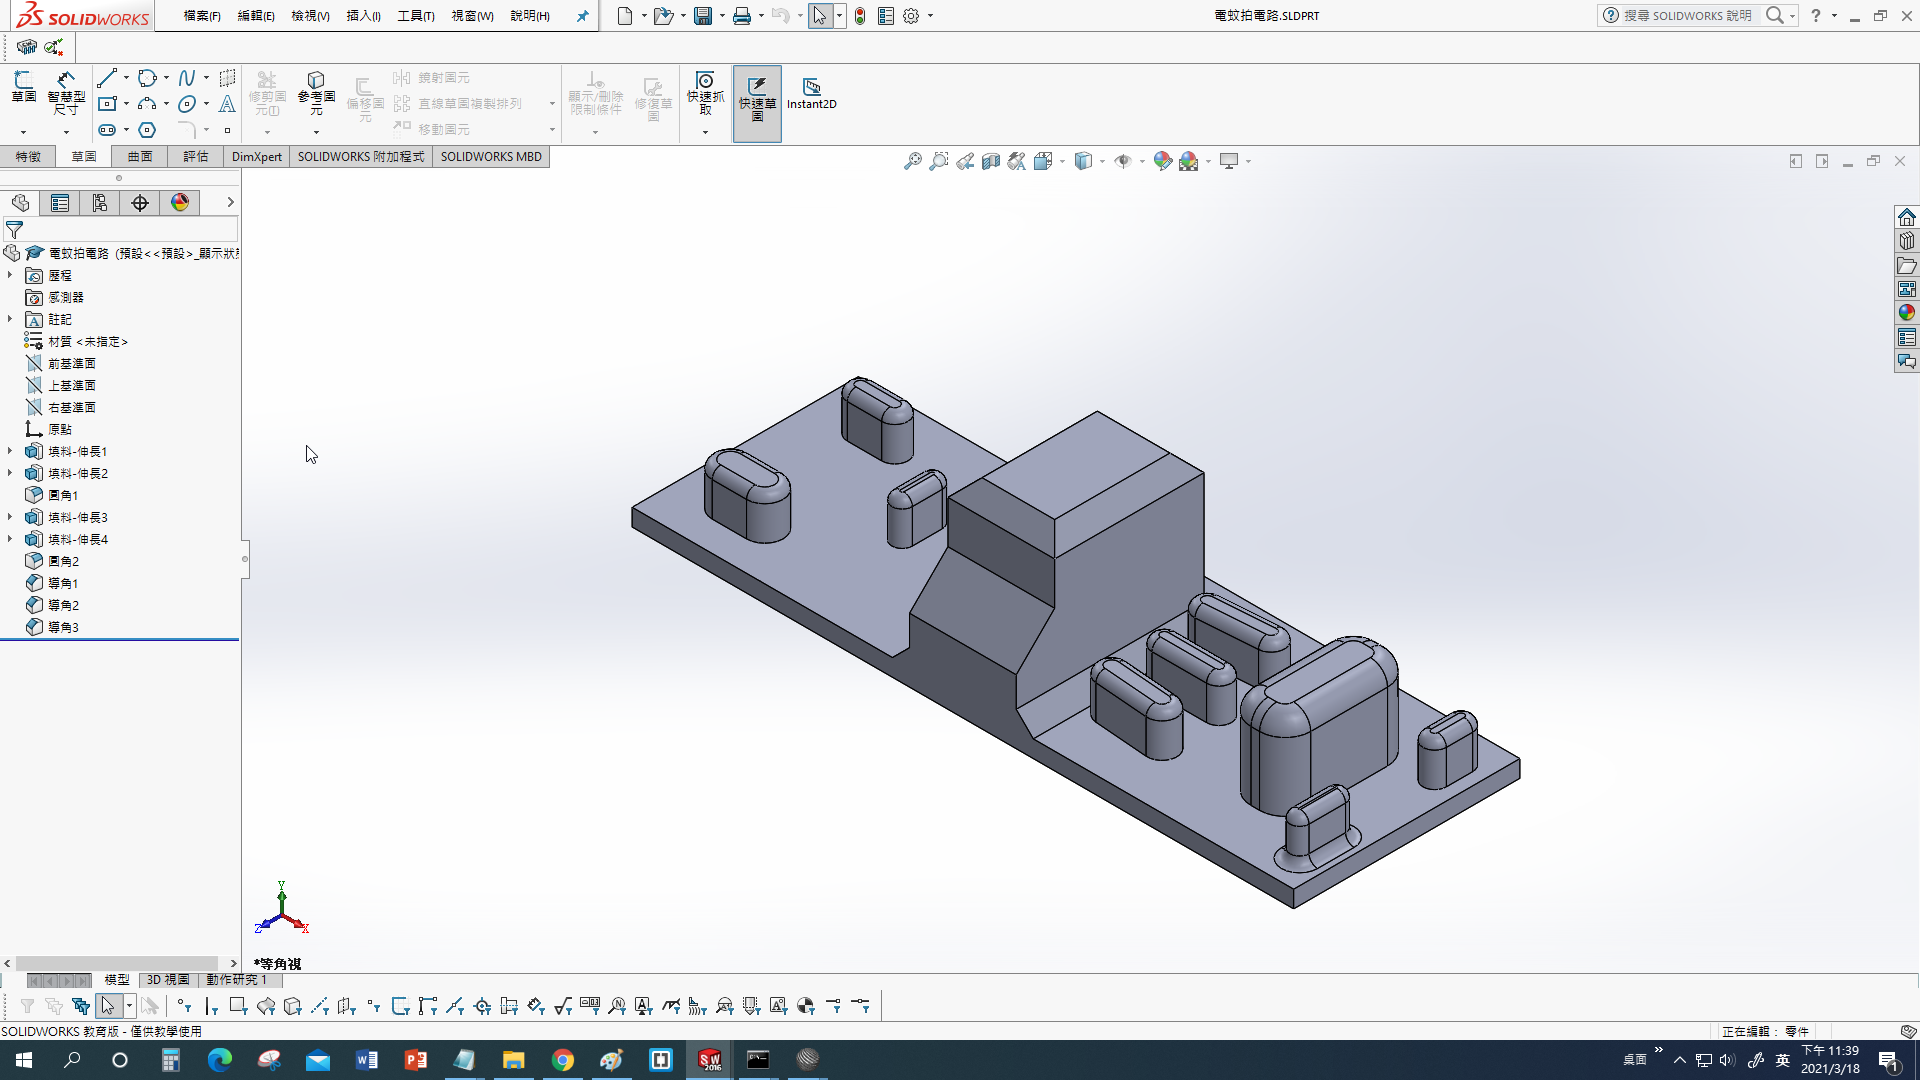 SOLIDWORKS 檔案(F) 編輯(E) 檢視(V) 插入(I) 工具(T) 視窗(W) 說明(H) 電蚊拍電路.SLDPRT 搜尋 SOLIDWORKS 說明
草圖
智慧型尺寸
修剪圖元(I)
參考圖元
偏移圖元
鏡射圖元
直線草圖複製排列
移動圖元
顯示/刪除限制條件
修復草圖
快速抓取
快速草圖
Instant2D
特徵 草圖 曲面 評估 DimXpert SOLIDWORKS 附加程式 SOLIDWORKS MBD
電蚊拍電路 (預設<<預設>_顯示狀
歷程
感測器
註記
材質 <未指定>
前基準面
上基準面
右基準面
原點
填料-伸長1
填料-伸長2
圓角1
填料-伸長3
填料-伸長4
圓角2
導角1
導角2
導角3
Y
Z X
*等角視
模型 3D 視圖 動作研究 1
SOLIDWORKS 教育版 - 僅供教學使用 正在編輯： 零件
桌面 英 下午 11:39
2021/3/18
1
SW
2016